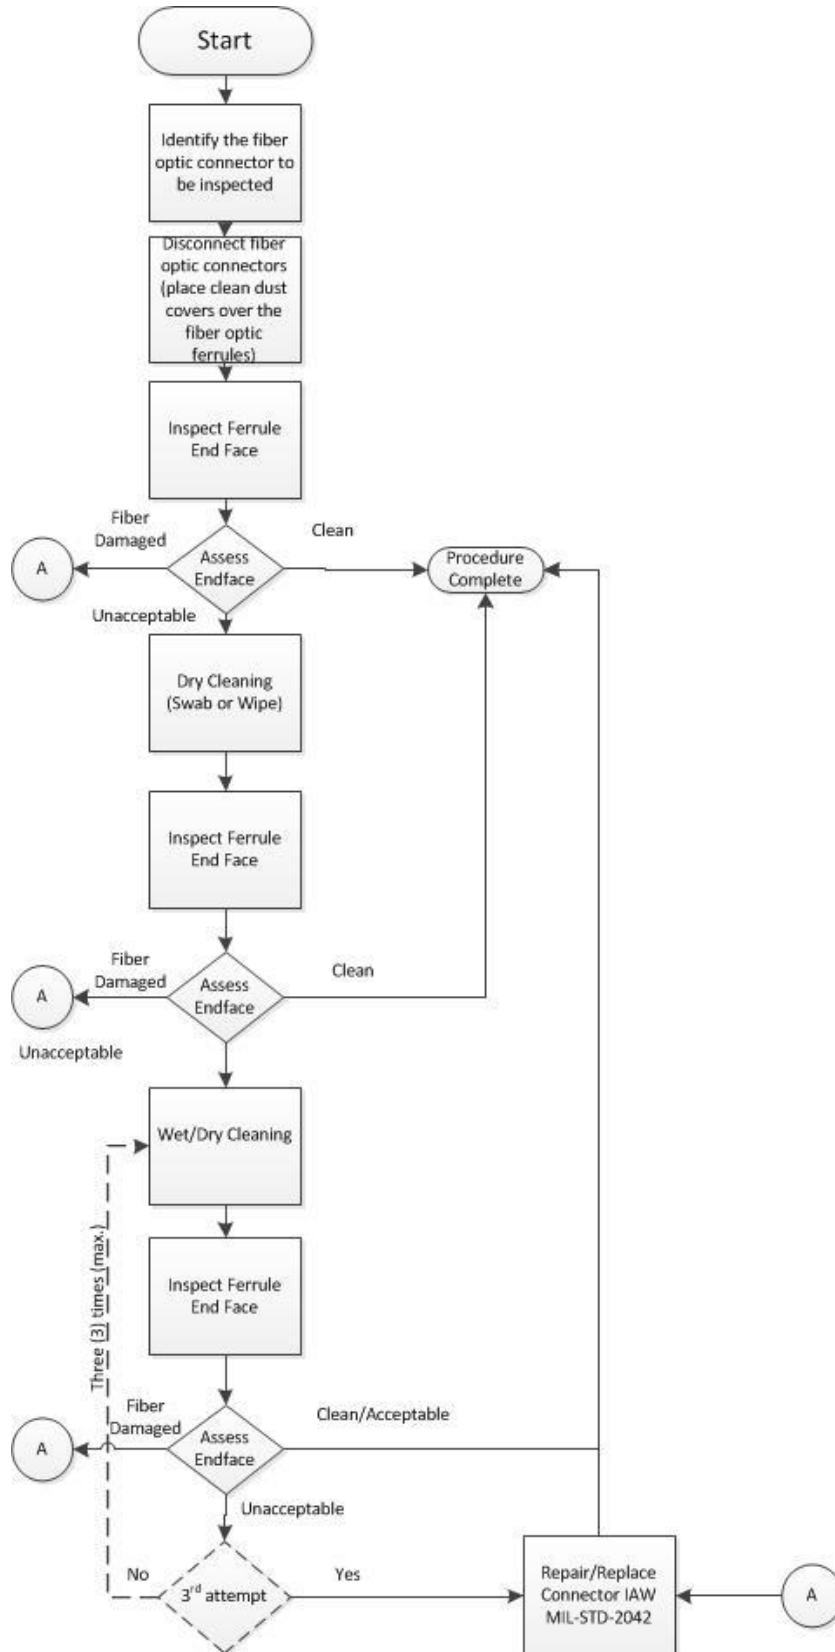 Start
Identify the fiber
optic connector to
be inspected
Disconnect fiber
optic connectors
(place clean dust
covers over the
fiber optic
ferrules)
Inspect Ferrule
End Face
Fiber
Damaged
Clean
A
Assess
Endface
Procedure
Complete
Unacceptable
Dry Cleaning
(Swab or Wipe)
Inspect Ferrule
End Face
Fiber
Damaged
Clean
A
Assess
Endface
Unacceptable
Wet/Dry Cleaning
Three (3) times (max.)
Inspect Ferrule
End Face
Fiber
Damaged
Clean/Acceptable
A
Assess
Endface
Unacceptable
No
3rd attempt
Yes
Repair/Replace
Connector IAW
MIL-STD-2042
A